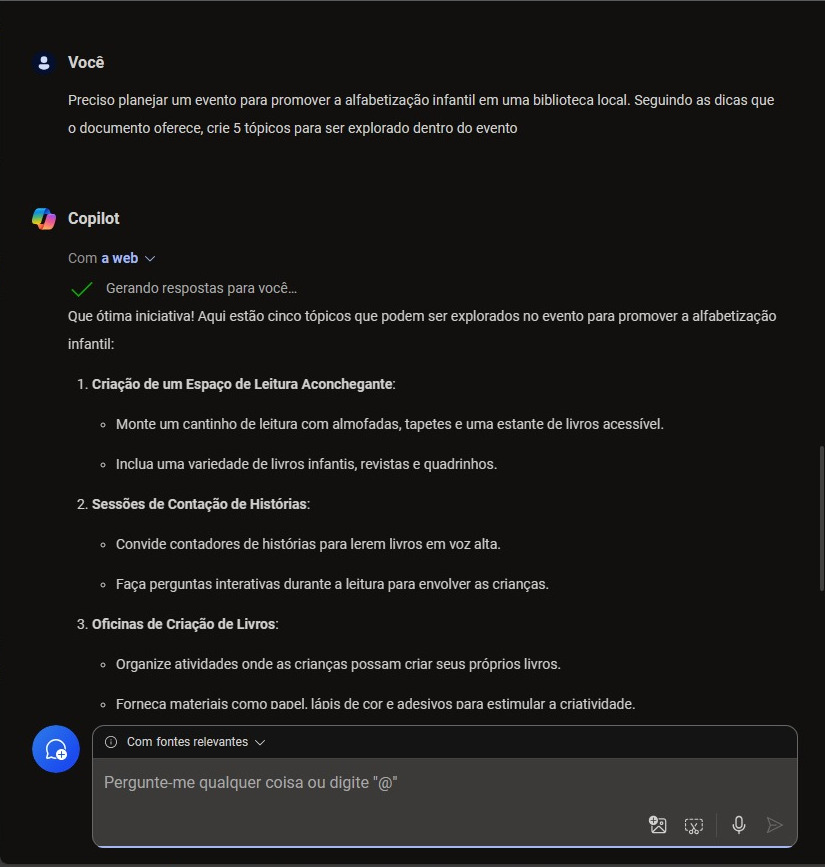 Você
Preciso planejar um evento para promover a alfabetização infantil em uma biblioteca local. Seguindo as dicas que
o documento oferece, crie 5 tópicos para ser explorado dentro do evento
Copilot
Com a web
Gerando respostas para você...
Que ótima iniciativa! Aqui estão cinco tópicos que podem ser explorados no evento para promover a alfabetização
infantil:
1. Criação de um Espaço de Leitura Aconchegante:
Monte um cantinho de leitura com almofadas, tapetes e uma estante de livros acessível.
Inclua uma variedade de livros infantis, revistas e quadrinhos.
2. Sessões de Contação de Histórias:
Convide contadores de histórias para lerem livros em voz alta.
Faça perguntas interativas durante a leitura para envolver as crianças.
3. Oficinas de Criação de Livros:
Organize atividades onde as crianças possam criar seus próprios livros.
Forneça materiais como papel, lápis de cor e adesivos para estimular a criatividade.
Com fontes relevantes
Pergunte-me qualquer coisa ou digite "@"